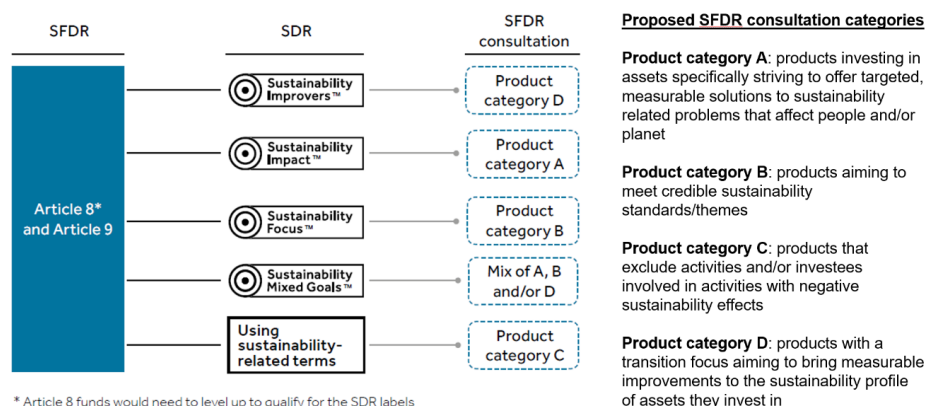 SFDR
SDR
SFDR
consultation
Article 8*
and Article 9
Sustainability
Improvers™
Product
category D
Sustainability
Impact™
Product
category A
Sustainability
Focus™
Product
category B
Sustainability
Mixed Goals™
Mix of A, B
and/or D
Using
sustainability-
related terms
Product
category C
* Article 8 funds would need to level up to qualify for the SDR labels
Proposed SFDR consultation categories
Product category A: products investing in
assets specifically striving to offer targeted,
measurable solutions to sustainability
related problems that affect people and/or
planet
Product category B: products aiming to
meet credible sustainability
standards/themes
Product category C: products that
exclude activities and/or investees
involved in activities with negative
sustainability effects
Product category D: products with a
transition focus aiming to bring measurable
improvements to the sustainability profile
of assets they invest in